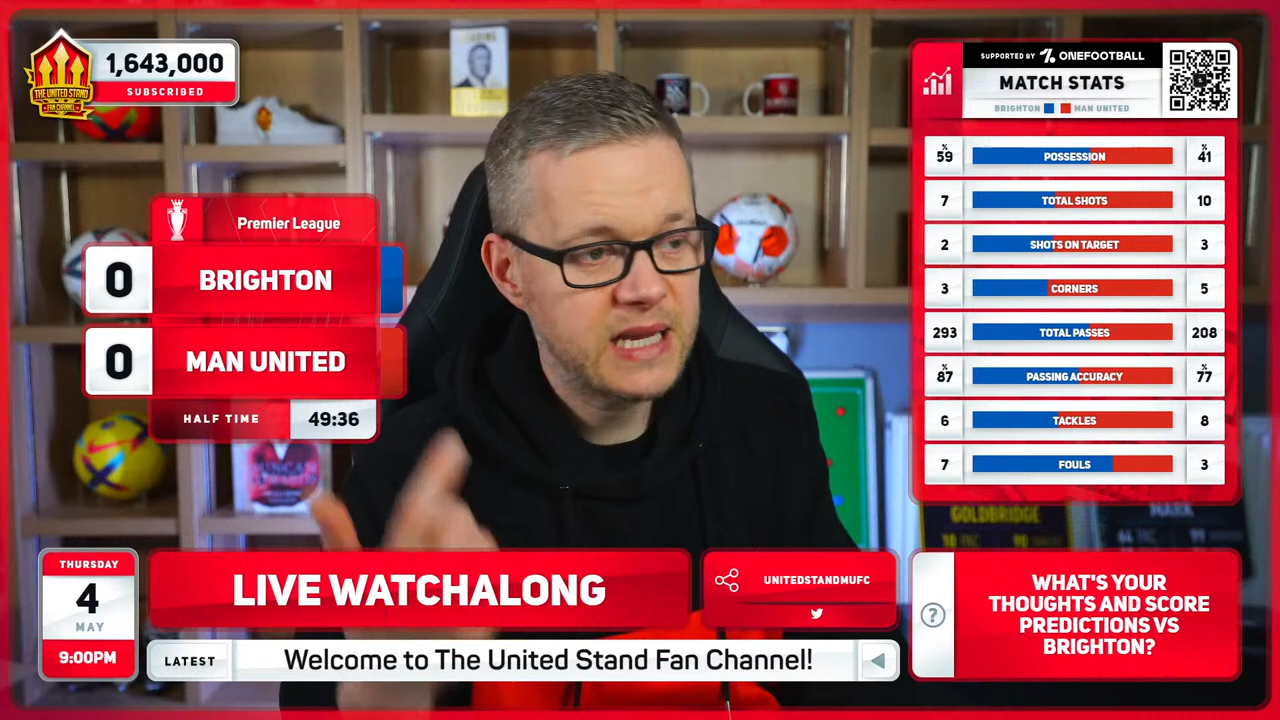 THE UNITED STAND
FAN CHANNEL
1,643,000
SUBSCRIBED
Premier League
0 BRIGHTON
0 MAN UNITED
HALF TIME 49:36
SUPPORTED BY ONEFOOTBALL
MATCH STATS
BRIGHTON MAN UNITED
% 59 POSSESSION % 41
7 TOTAL SHOTS 10
2 SHOTS ON TARGET 3
3 CORNERS 5
293 TOTAL PASSES 208
% 87 PASSING ACCURACY % 77
6 TACKLES 8
7 FOULS 3
GOLDBRIDGE
MARK
THURSDAY
4
MAY
9:00PM
LIVE WATCHALONG
UNITEDSTANDMUFC
LATEST Welcome to The United Stand Fan Channel!
WHAT'S YOUR
THOUGHTS AND SCORE
PREDICTIONS VS
BRIGHTON?